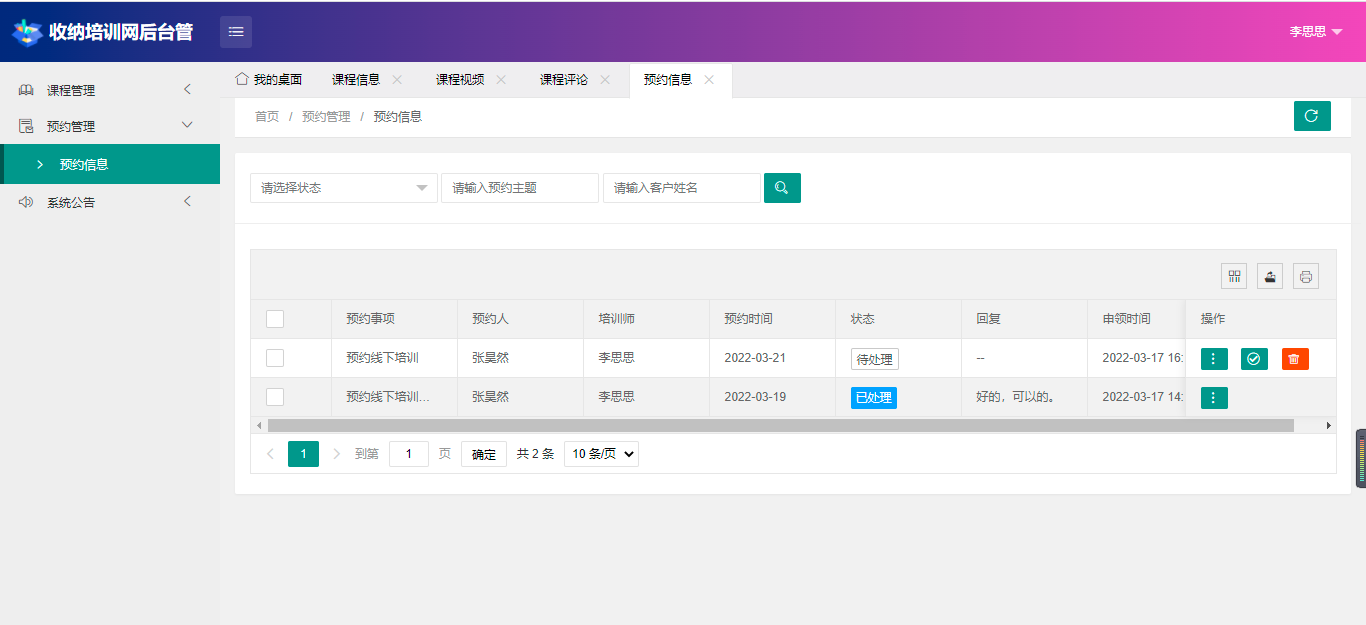 收纳培训网后台管
李思思
课程管理
预约管理
预约信息
系统公告
我的桌面 课程信息 课程视频 课程评论 预约信息
首页 / 预约管理 / 预约信息
请选择状态 请输入预约主题 请输入客户姓名
预约事项 预约人 培训师 预约时间 状态 回复 申领时间 操作
预约线下培训 张昊然 李思思 2022-03-21 待处理 -- 2022-03-17 16:
预约线下培训... 张昊然 李思思 2022-03-19 已处理 好的，可以的。 2022-03-17 14:
1 到第 1 页 确定 共 2 条 10 条/页